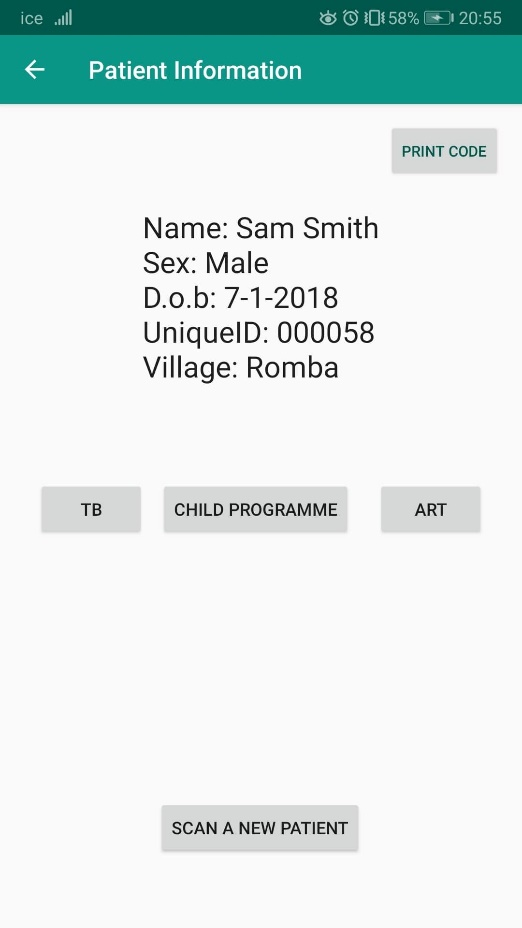 ice 58% 20:55
Patient Information
PRINT CODE
Name: Sam Smith
Sex: Male
D.o.b: 7-1-2018
UniqueID: 000058
Village: Romba
TB CHILD PROGRAMME ART
SCAN A NEW PATIENT